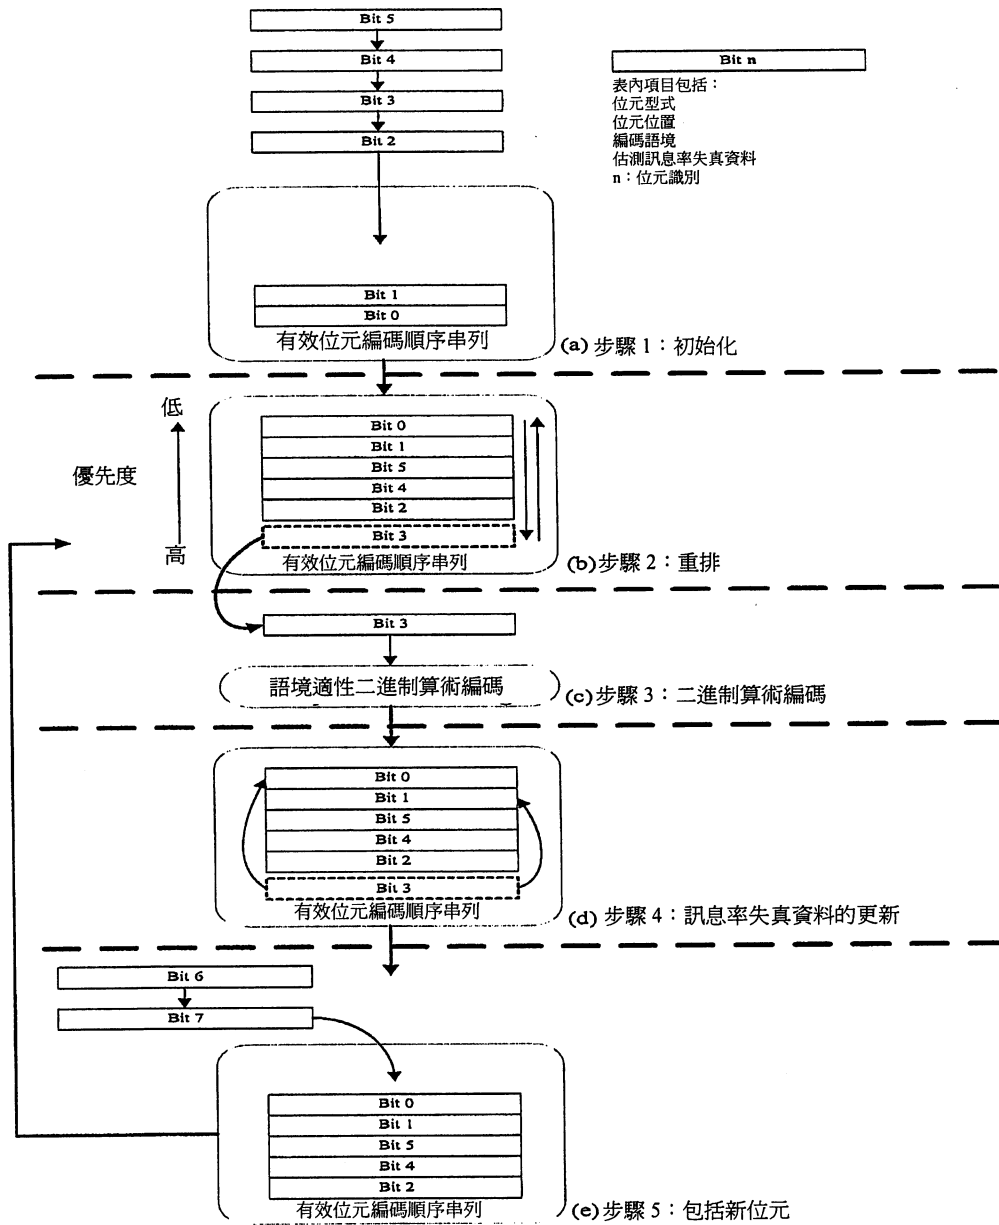 Bit 5
Bit 4
Bit 3
Bit 2
Bit n
表內項目包括：
位元型式
位元位置
編碼語境
估測訊息率失真資料
n：位元識別
Bit 1
Bit 0
有效位元編碼順序串列
(a) 步驟 1：初始化
低
優先度
高
Bit 0
Bit 1
Bit 5
Bit 4
Bit 2
Bit 3
有效位元編碼順序串列
(b) 步驟 2：重排
Bit 3
語境適性二進制算術編碼
(c) 步驟 3：二進制算術編碼
Bit 0
Bit 1
Bit 5
Bit 4
Bit 2
Bit 3
有效位元編碼順序串列
(d) 步驟 4：訊息率失真資料的更新
Bit 6
Bit 7
Bit 0
Bit 1
Bit 5
Bit 4
Bit 2
有效位元編碼順序串列
(e) 步驟 5：包括新位元